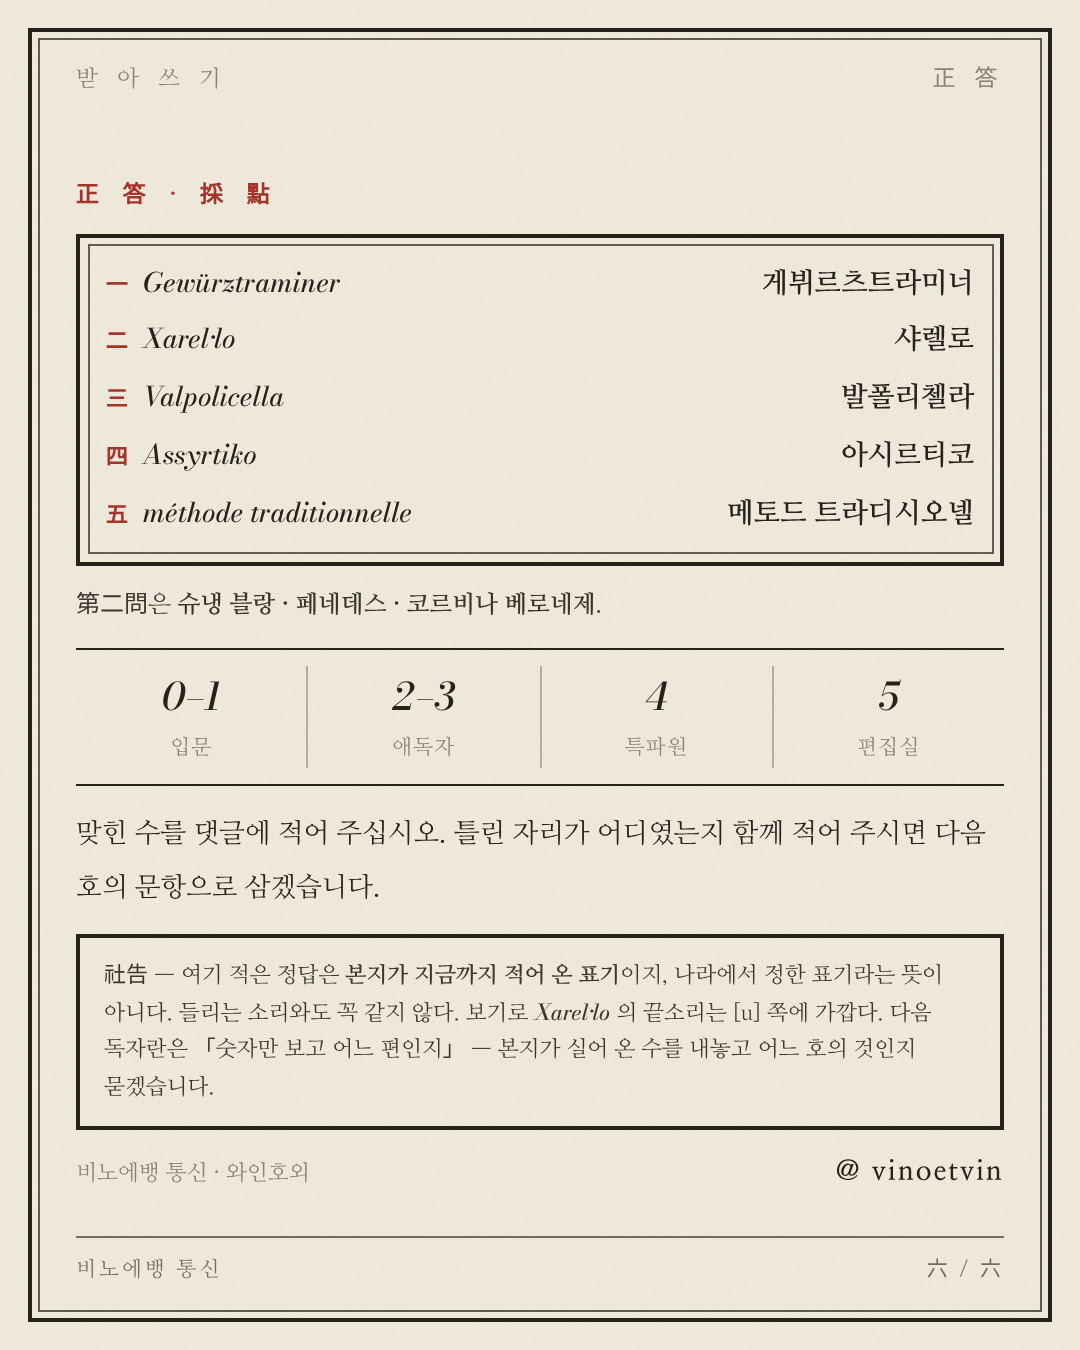 받아쓰기
正答
正答 · 採點
一 Gewürztraminer 게뷔르츠트라미너
二 Xarel·lo 샤렐로
三 Valpolicella 발폴리첼라
四 Assyrtiko 아시르티코
五 méthode traditionnelle 메토드 트라디시오넬
第二問은 슈냉 블랑 · 페네데스 · 코르비나 베로네제.
0–1 2–3 4 5
입문 애독자 특파원 편집실
맞힌 수를 댓글에 적어 주십시오. 틀린 자리가 어디였는지 함께 적어 주시면 다음
호의 문항으로 삼겠습니다.
社告 — 여기 적은 정답은 본지가 지금까지 적어 온 표기이지, 나라에서 정한 표기라는 뜻이
아니다. 들리는 소리와도 꼭 같지 않다. 보기로 Xarel·lo 의 끝소리는 [u] 쪽에 가깝다. 다음
독자란은 「숫자만 보고 어느 편인지」 — 본지가 실어 온 수를 내놓고 어느 호의 것인지
묻겠습니다.
비노에뱅 통신 · 와인호외
@ vinoetvin
비노에뱅 통신
六 / 六